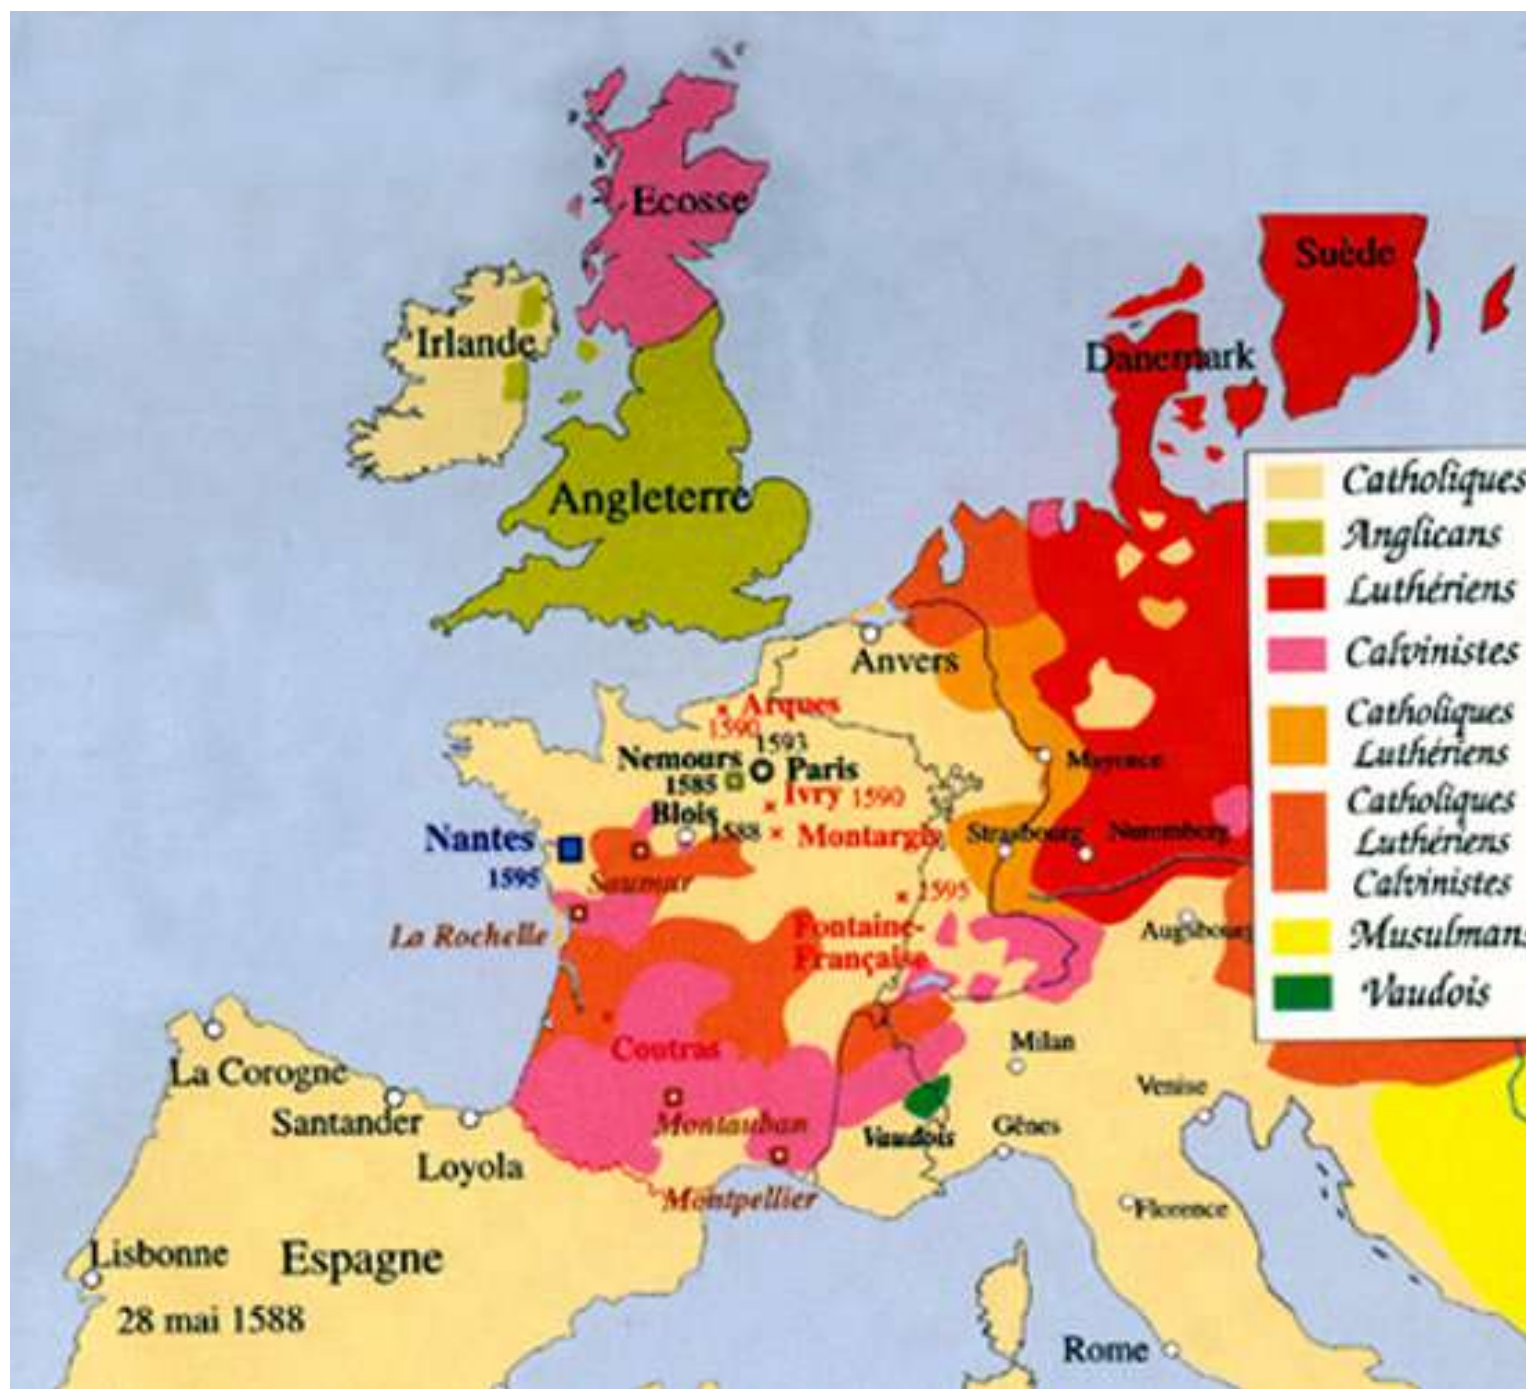 Ecosse
Suède
Irlande
Danemark
Angleterre
Catholiques
Anglicans
Luthériens
Calvinistes
Catholiques
Luthériens
Catholiques
Luthériens
Calvinistes
Musulmans
Vaudois
Anvers
Arques
1590
1593
Nemours
Paris
1585
Ivry 1590
Mayence
Blois
1588
Montargis
Strasbourg
Nuremberg
Nantes
1595
Saumur
1595
La Rochelle
Fontaine-
Française
Augsbourg
Coutras
Milan
La Corogne
Venise
Santander
Montauban
Vaudois
Gênes
Loyola
Montpellier
Florence
Lisbonne
Espagne
28 mai 1588
Rome